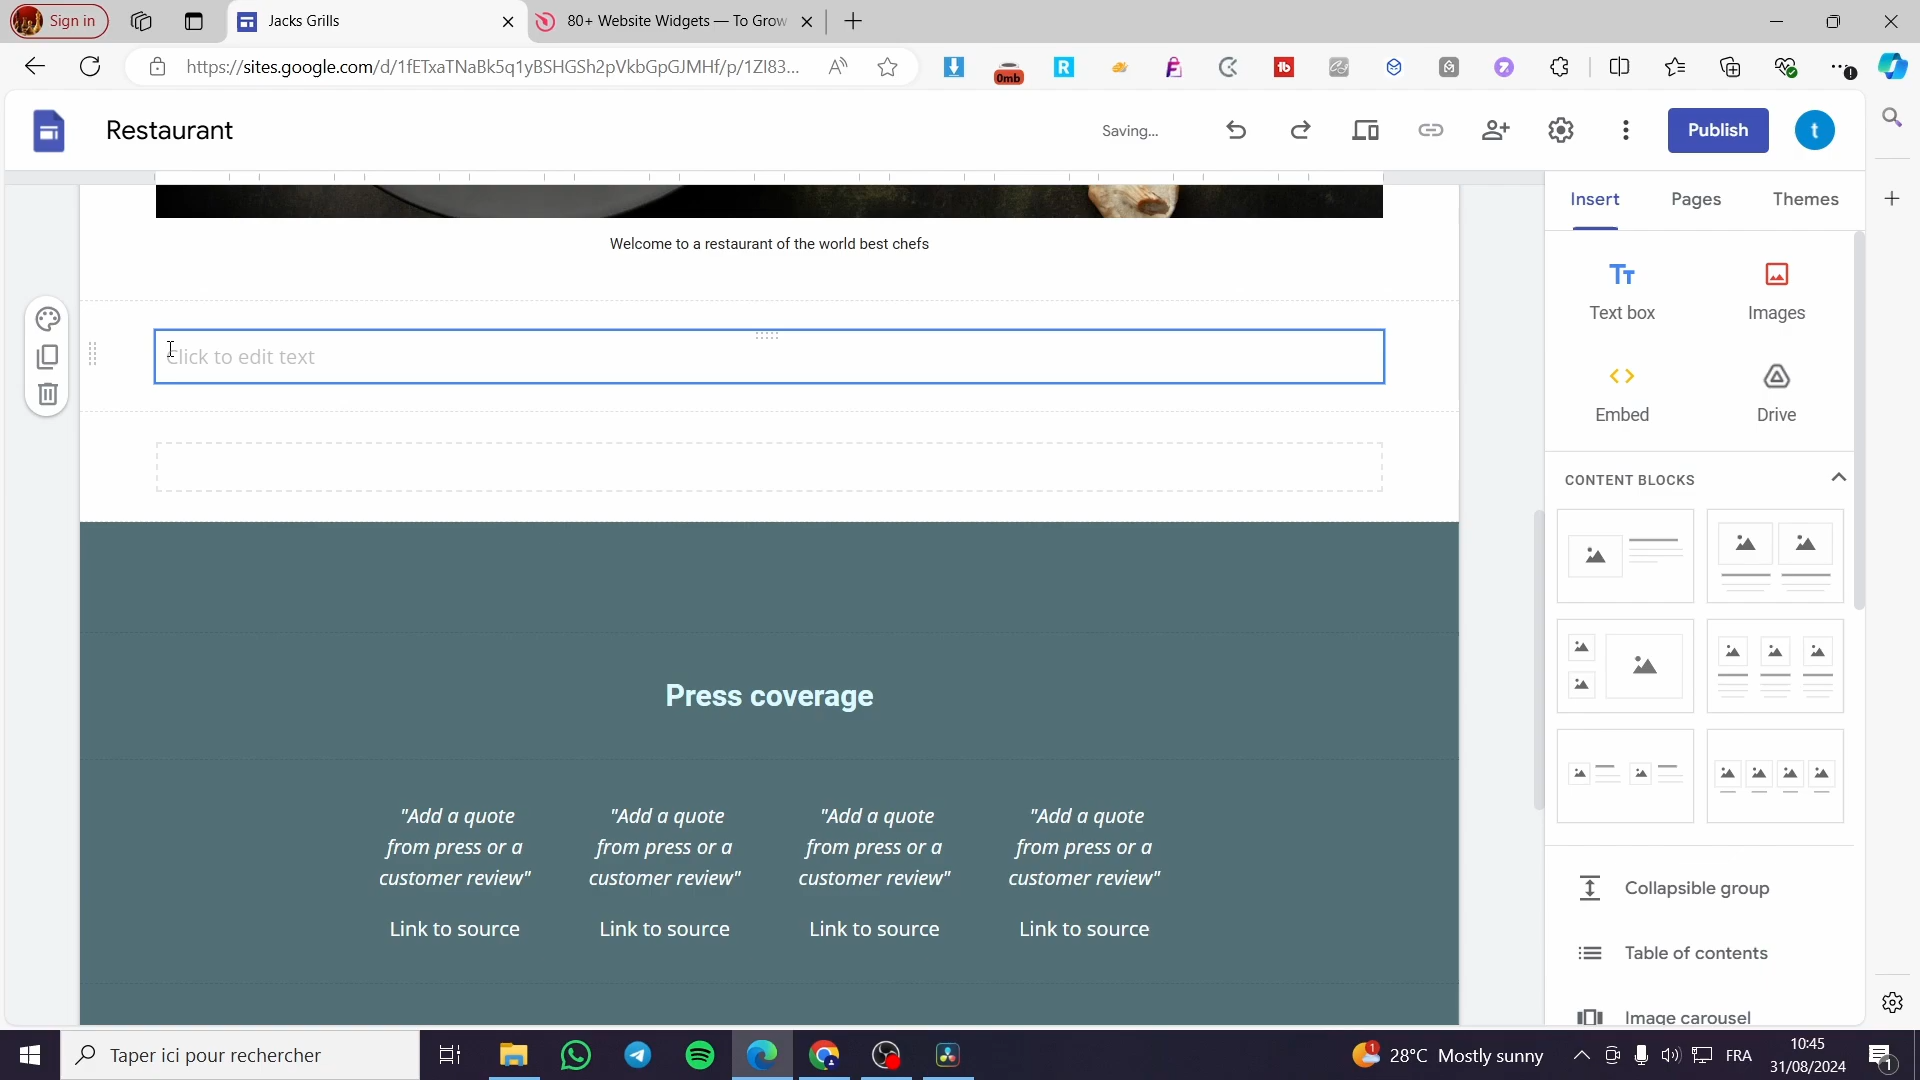 Sign in
Jacks Grills
80+ Website Widgets — To Grow
https://sites.google.com/d/1fETxaTNaBk5q1yBSHGSh2pVkbGpGJMHf/p/1ZI83...
0mb
Restaurant
Saving...
Publish
t
Insert
Pages
Themes
Welcome to a restaurant of the world best chefs
Text box
Images
Click to edit text
Embed
Drive
CONTENT BLOCKS
Press coverage
"Add a quote from press or a customer review"
"Add a quote from press or a customer review"
"Add a quote from press or a customer review"
"Add a quote from press or a customer review"
Link to source
Link to source
Link to source
Link to source
Collapsible group
Table of contents
Image carousel
Taper ici pour rechercher
28°C Mostly sunny
FRA
10:45
31/08/2024